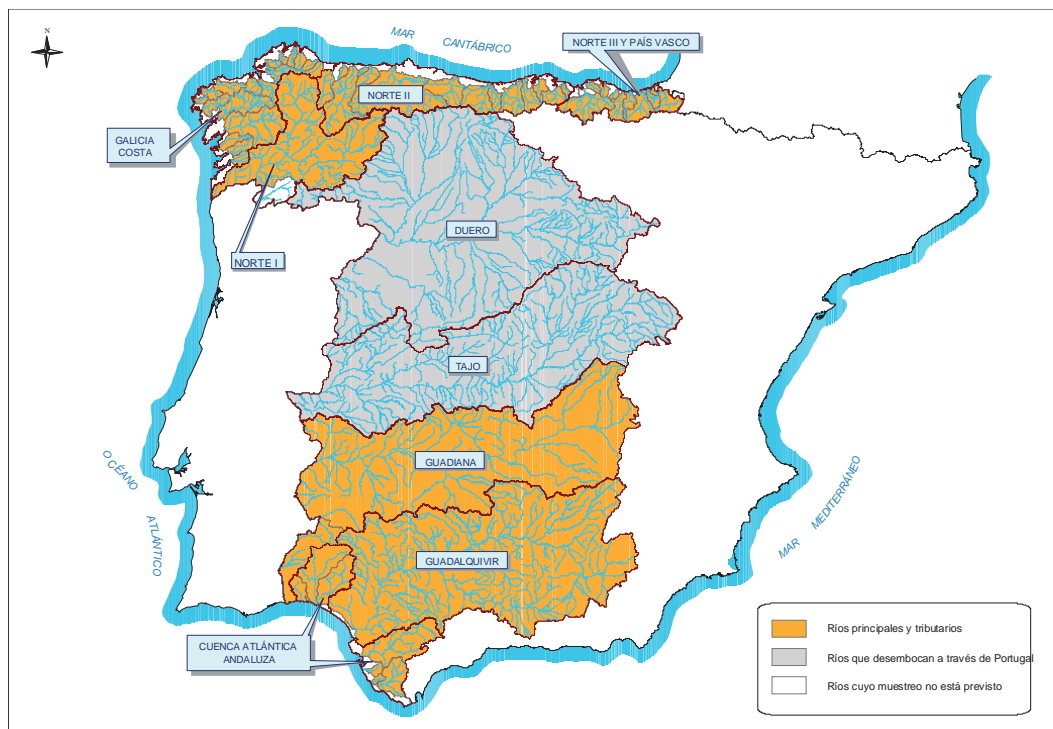 N
MAR CANTÁBRICO
NORTE III Y PAÍS VASCO
NORTE II
GALICIA
COSTA
DUERO
NORTE I
TAJO
OCÉANO ATLÁNTICO
GUADIANA
MAR MEDITERRÁNEO
GUADALQUIVIR
CUENCA ATLÁNTICA
ANDALUZA
Ríos principales y tributarios
Ríos que desembocan a través de Portugal
Ríos cuyo muestreo no está previsto